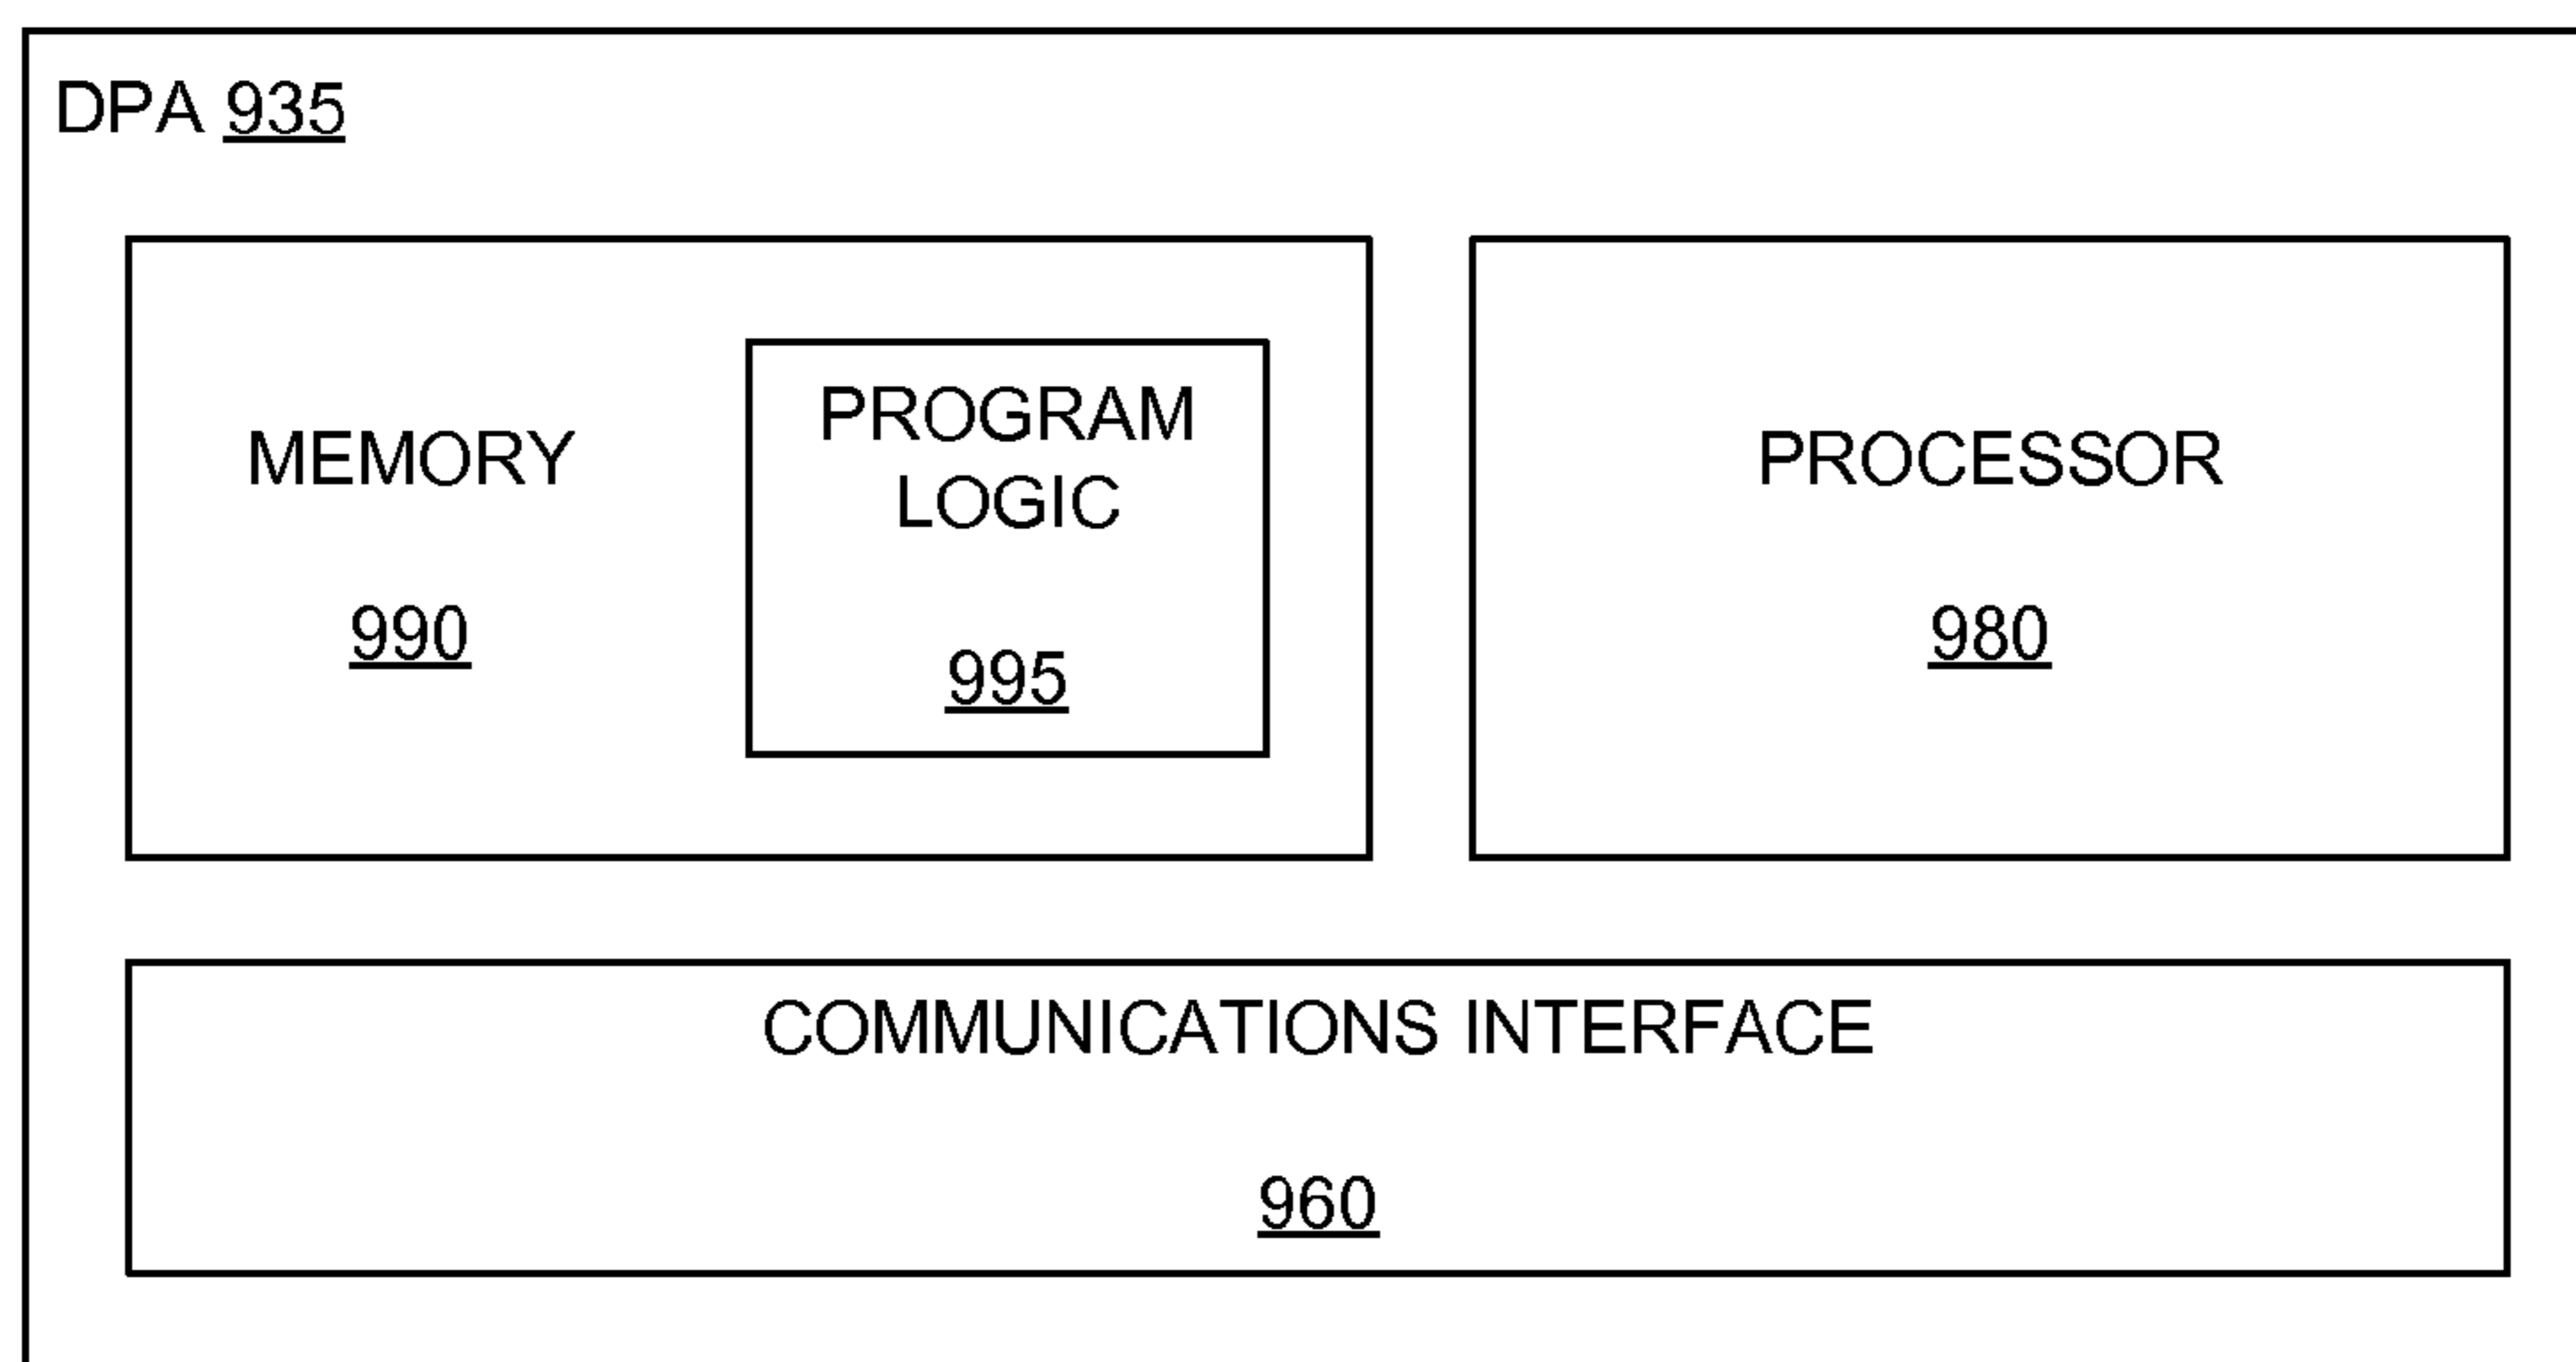 DPA 935
MEMORY
990
PROGRAM
LOGIC
995
PROCESSOR
980
COMMUNICATIONS INTERFACE
960